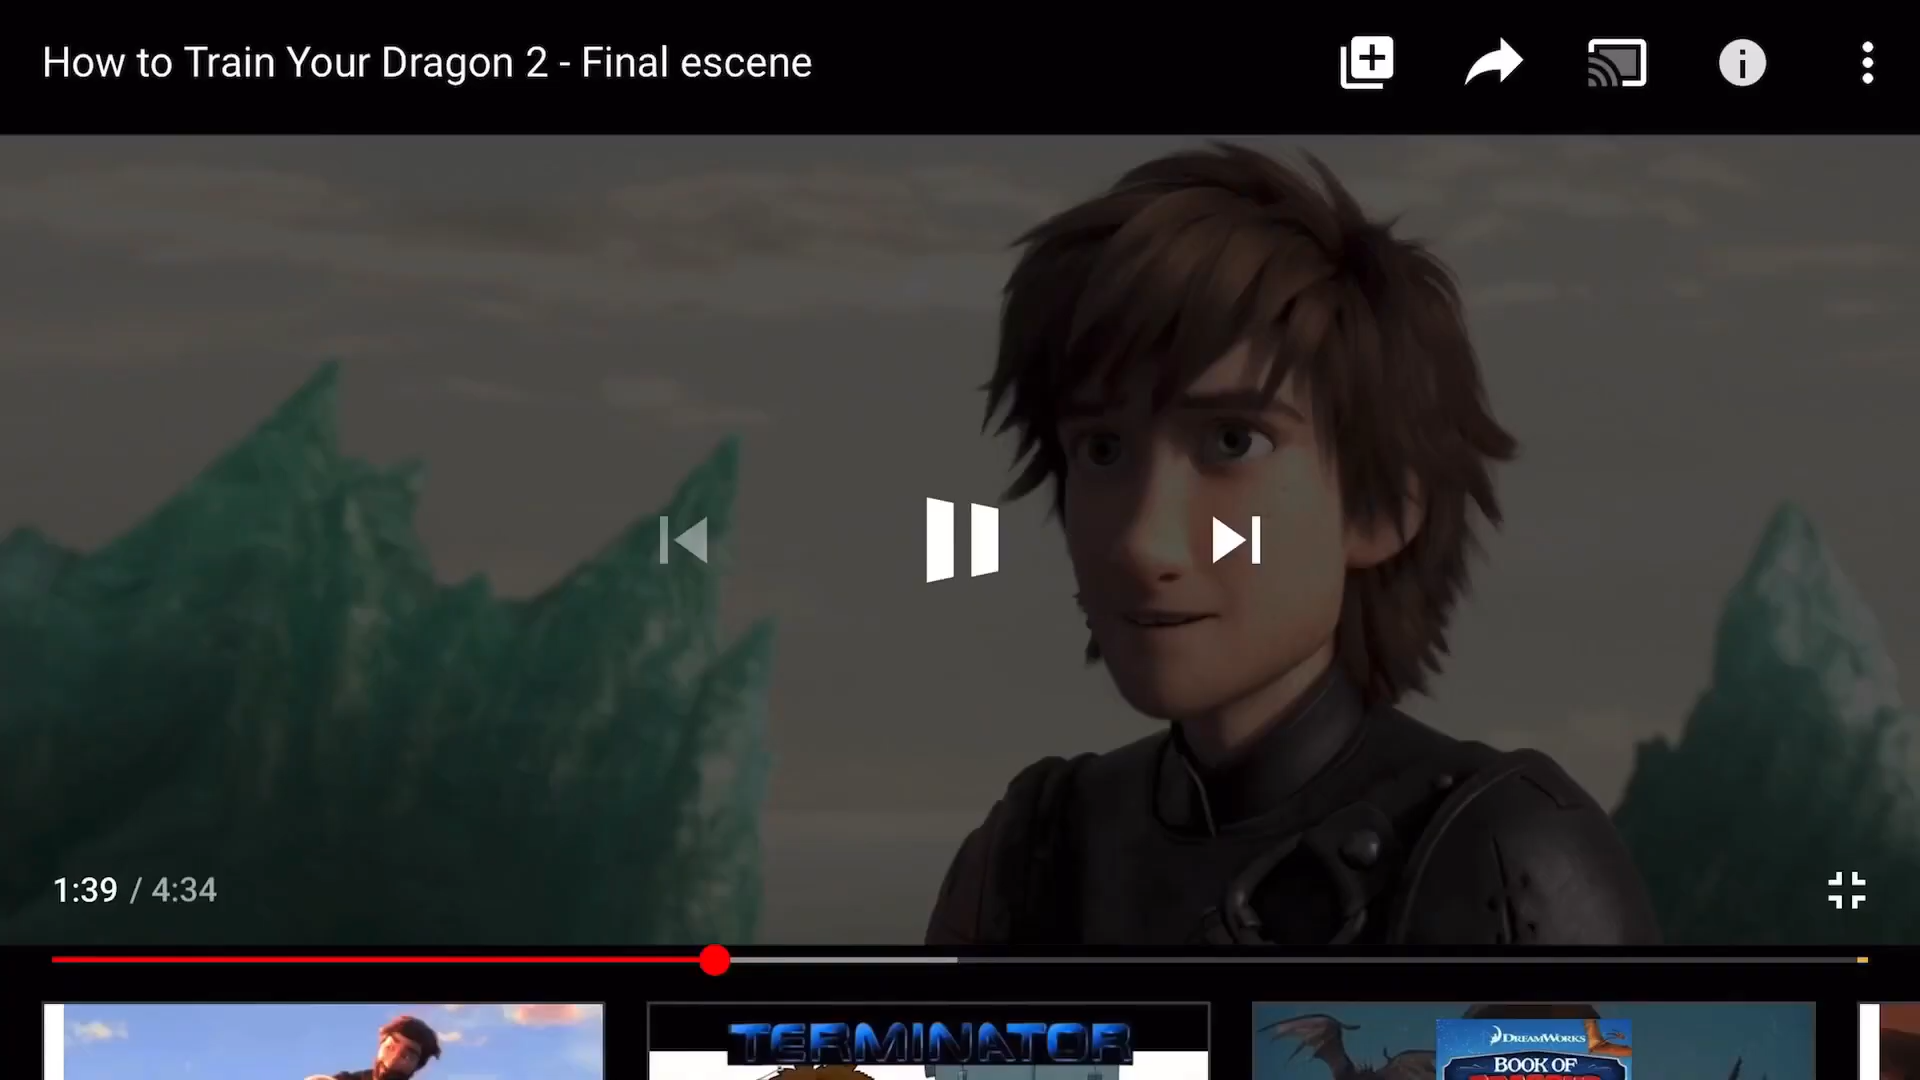 How to Train Your Dragon 2 - Final escene
1:39 / 4:34
TERMINATOR
DREAMWORKS
BOOK OF